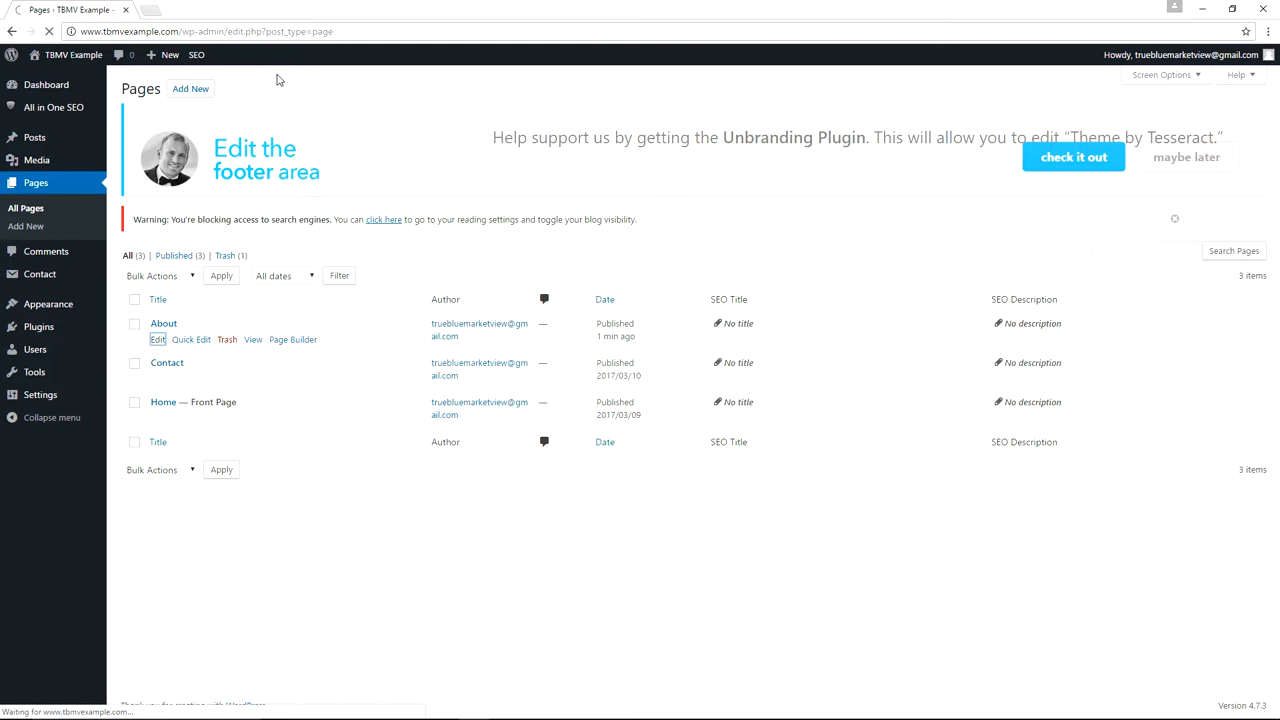 Pages ‹ TBMV Example –
www.tbmvexample.com/wp-admin/edit.php?post_type=page
TBMV Example 0 New SEO Howdy, truebluemarketview@gmail.com
Dashboard
All in One SEO
Posts
Media
Pages
All Pages
Add New
Comments
Contact
Appearance
Plugins
Users
Tools
Settings
Collapse menu
Screen Options Help
Pages Add New
Edit the
footer area
Help support us by getting the Unbranding Plugin. This will allow you to edit “Theme by Tesseract.”
check it out maybe later
Warning: You're blocking access to search engines. You can click here to go to your reading settings and toggle your blog visibility.
All (3) | Published (3) | Trash (1)
Search Pages
Bulk Actions Apply All dates Filter 3 items
Title Author Date SEO Title SEO Description
About truebluemarketview@gm Published No title No description
Edit Quick Edit Trash View Page Builder ail.com — 1 min ago
Contact truebluemarketview@gm — Published No title No description
ail.com 2017/03/10
Home — Front Page truebluemarketview@gm — Published No title No description
ail.com 2017/03/09
Title Author Date SEO Title SEO Description
Bulk Actions Apply 3 items
Thank you for creating with WordPress
Version 4.7.3
Waiting for www.tbmvexample.com...